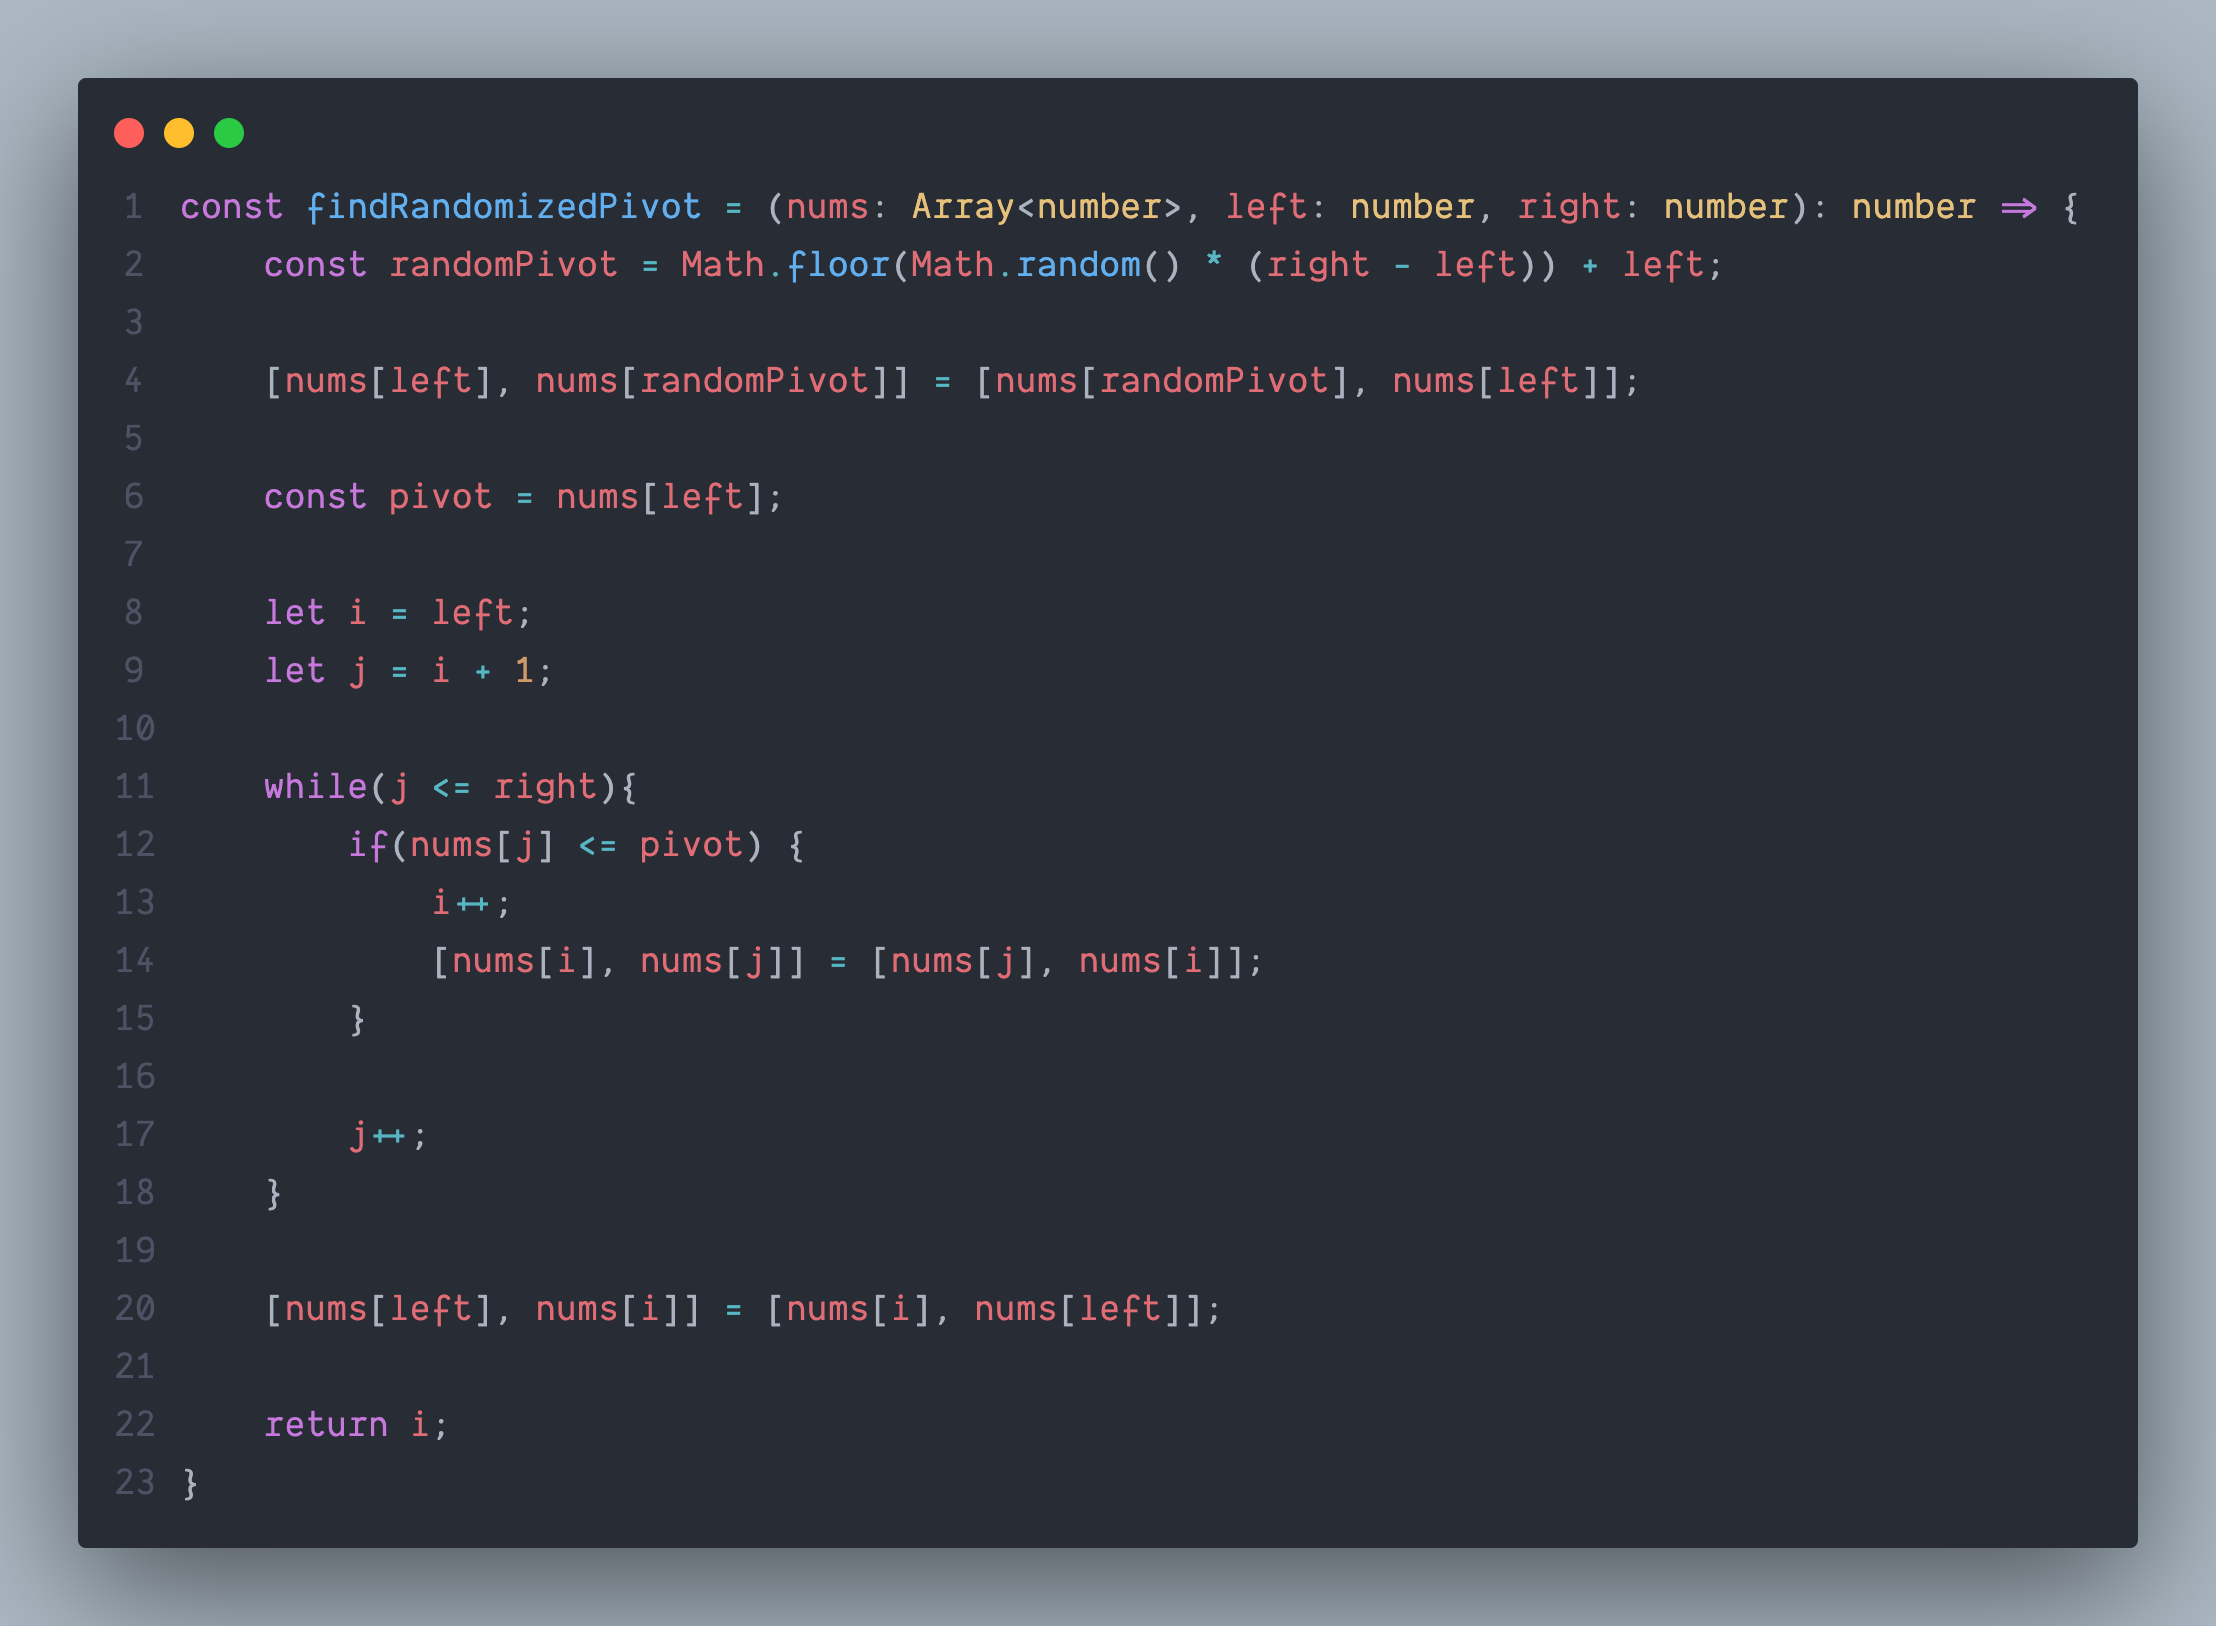 1 const findRandomizedPivot = (nums: Array<number>, left: number, right: number): number => {
2     const randomPivot = Math.floor(Math.random() * (right - left)) + left;
3
4     [nums[left], nums[randomPivot]] = [nums[randomPivot], nums[left]];
5
6     const pivot = nums[left];
7
8     let i = left;
9     let j = i + 1;
10
11     while(j <= right){
12         if(nums[j] <= pivot) {
13             i++;
14             [nums[i], nums[j]] = [nums[j], nums[i]];
15         }
16
17         j++;
18     }
19
20     [nums[left], nums[i]] = [nums[i], nums[left]];
21
22     return i;
23 }